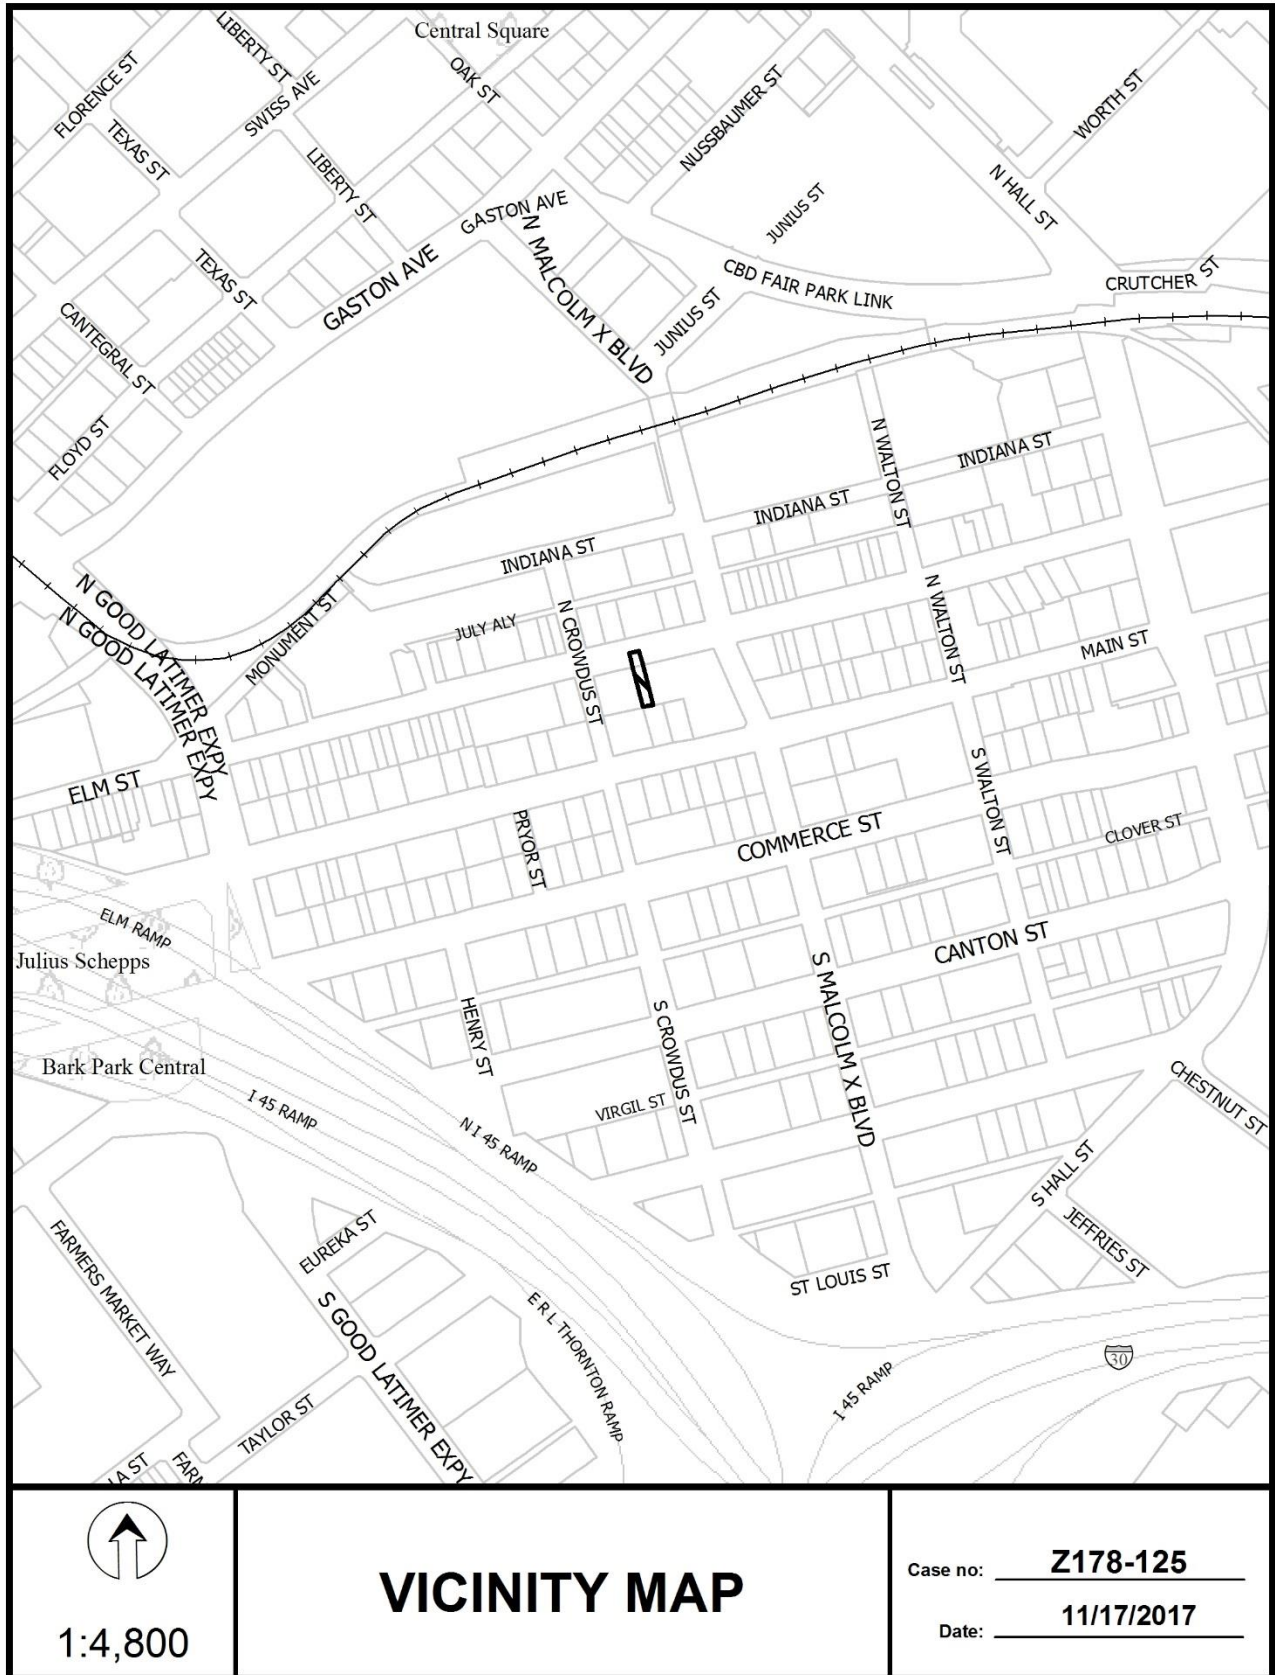 Central Square
LIBERTY ST
FLORENCE ST
SWISS AVE
OAK ST
NUSSBAUMER ST
WORTH ST
TEXAS ST
LIBERTY ST
N HALL ST
GASTON AVE
JUNIUS ST
N MALCOLM X BLVD
TEXAS ST
GASTON AVE
CBD FAIR PARK LINK
CRUTCHER ST
CANTEGRAL ST
JUNIUS ST
FLOYD ST
N WALTON ST
INDIANA ST
INDIANA ST
INDIANA ST
N GOOD LATIMER EXPY
N GOOD LATIMER EXPY
MONUMENT ST
JULY ALY
N CROWDUS ST
N WALTON ST
MAIN ST
ELM ST
PRYOR ST
COMMERCE ST
S WALTON ST
CLOVER ST
ELM RAMP
CANTON ST
Julius Schepps
S MALCOLM X BLVD
HENRY ST
S CROWDUS ST
Bark Park Central
I 45 RAMP
N I 45 RAMP
VIRGIL ST
CHESTNUT ST
S HALL ST
JEFFRIES ST
FARMERS MARKET WAY
EUREKA ST
ST LOUIS ST
S GOOD LATIMER EXPY
E R L THORNTON RAMP
30
I 45 RAMP
TAYLOR ST
LA ST
FARM
1:4,800
VICINITY MAP
Case no: Z178-125
Date: 11/17/2017